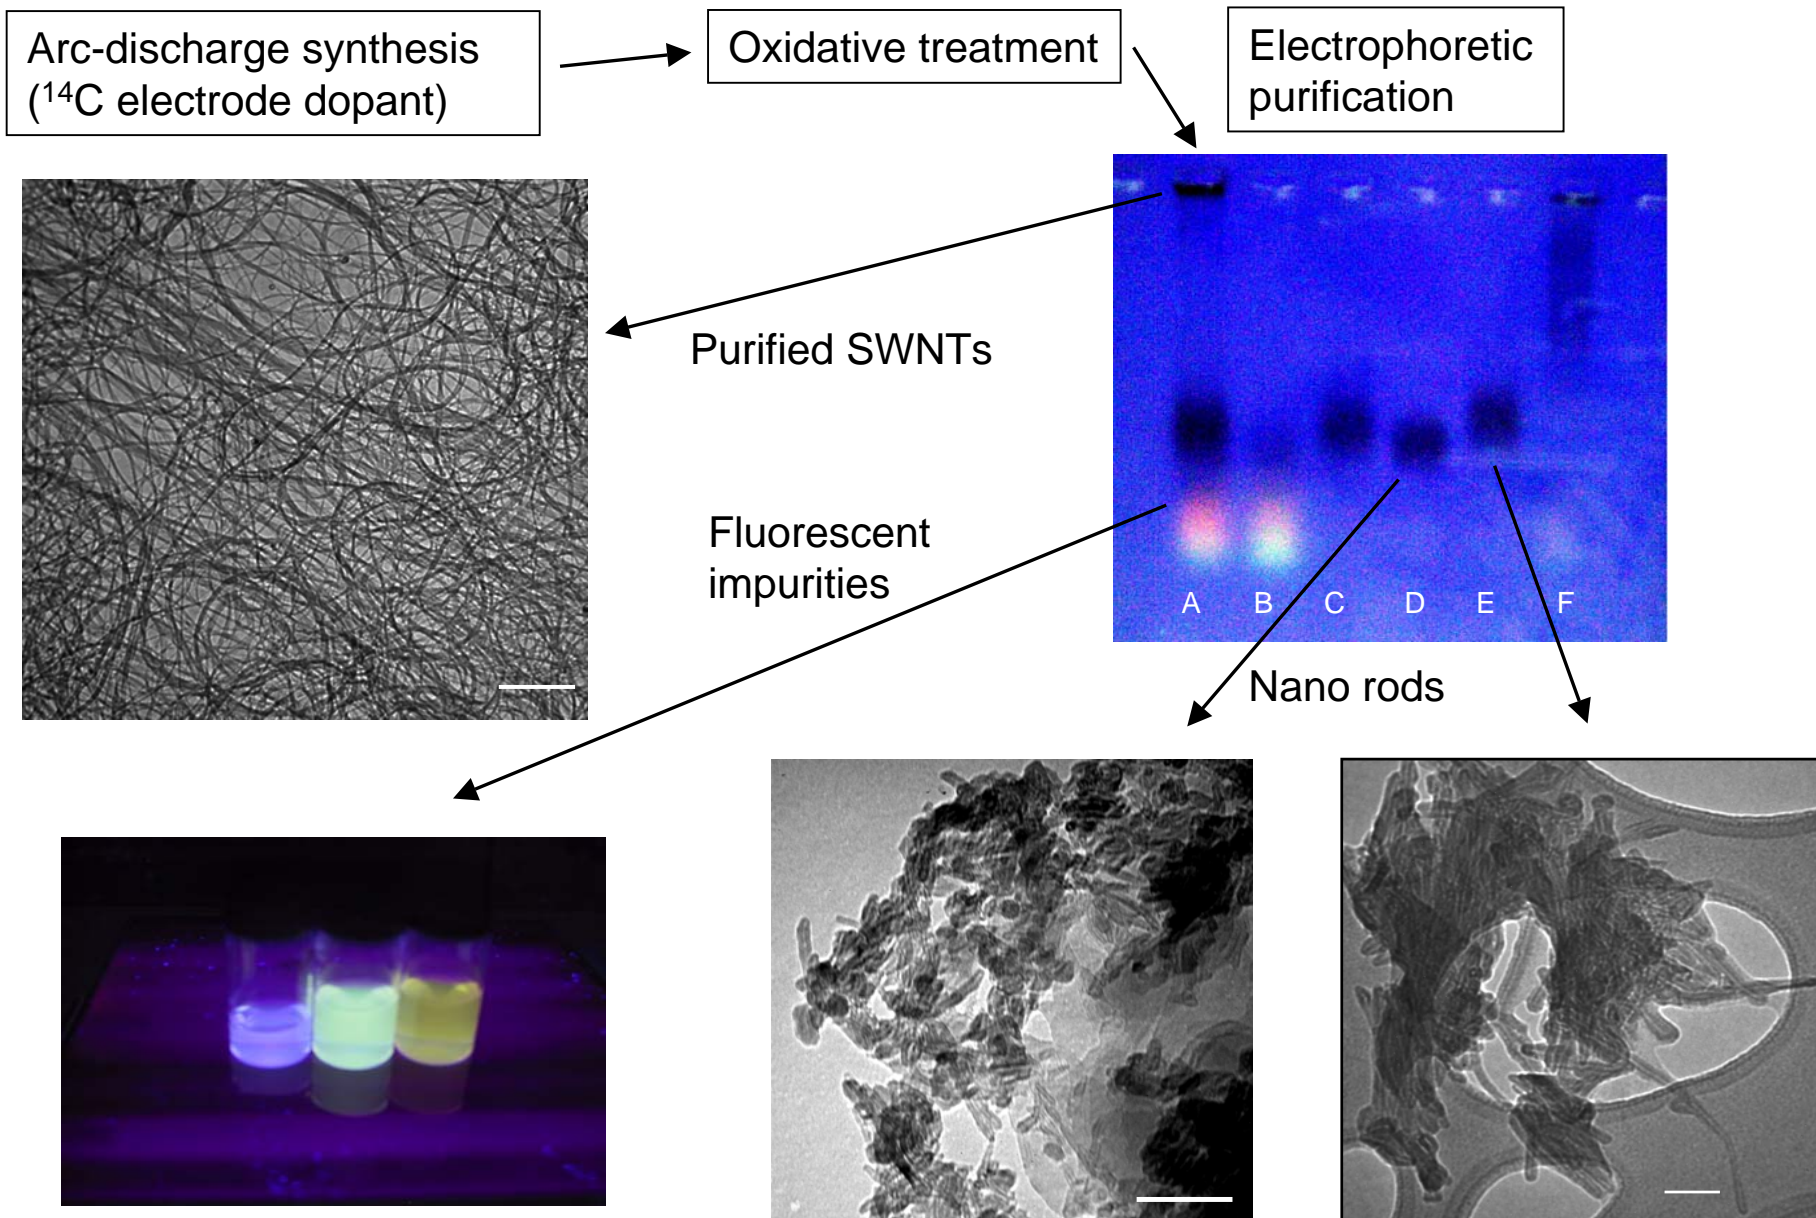 Arc-discharge synthesis
(¹⁴C electrode dopant)
Oxidative treatment
Electrophoretic
purification
Purified SWNTs
Fluorescent
impurities
A B C D E F
Nano rods